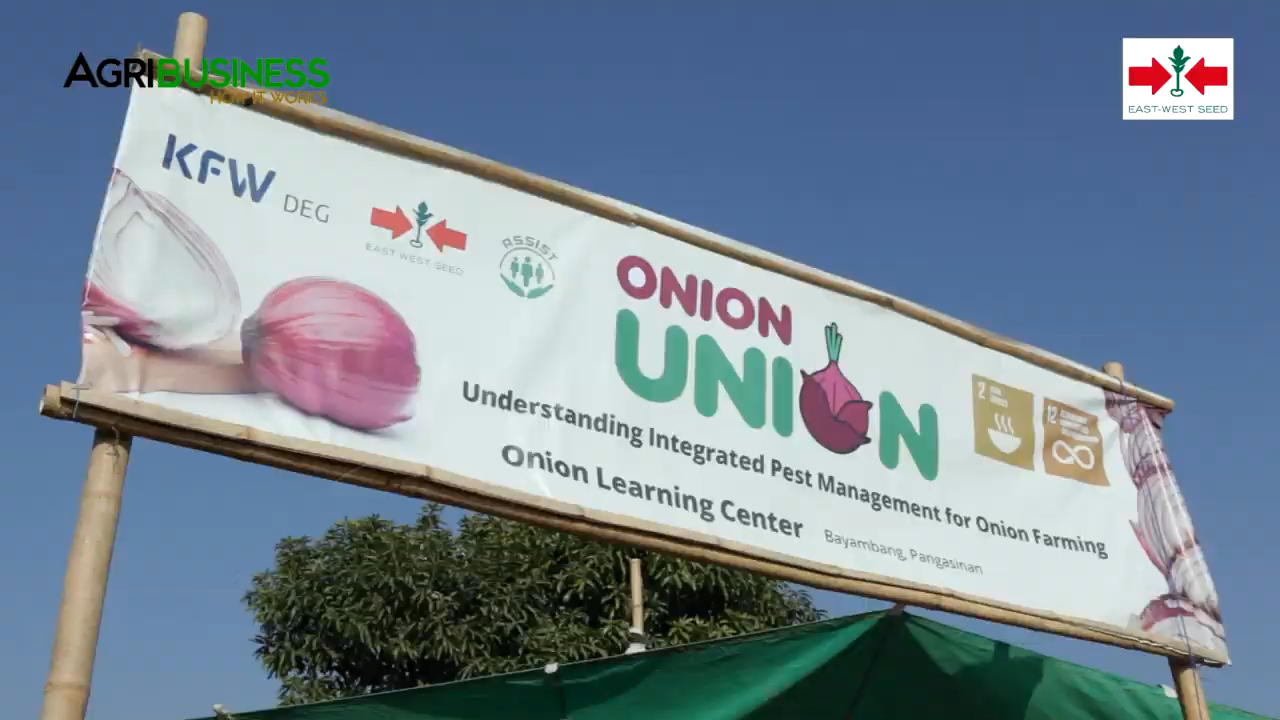 AGRIBUSINESS
HOW IT WORKS
EAST-WEST SEED
KFW DEG
EAST-WEST SEED
ASSIST
ONION
UNION
Understanding Integrated Pest Management for Onion Farming
Onion Learning Center Bayambang, Pangasinan
2
12